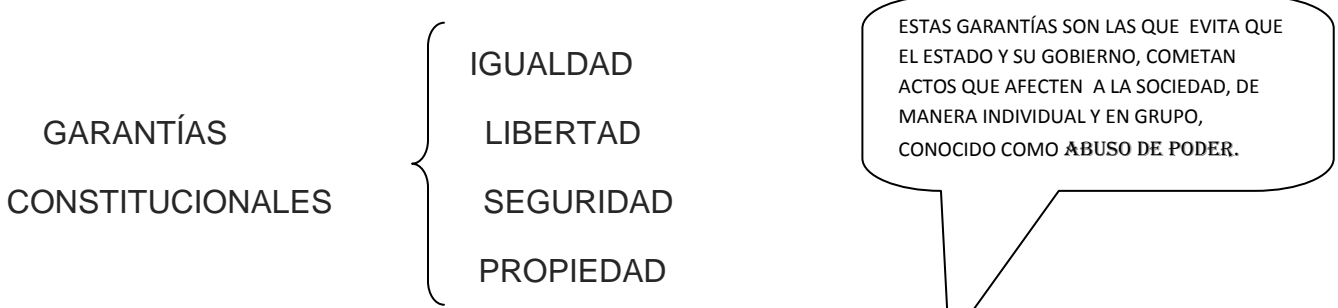 GARANTÍAS
CONSTITUCIONALES
IGUALDAD
LIBERTAD
SEGURIDAD
PROPIEDAD
ESTAS GARANTÍAS SON LAS QUE EVITA QUE
EL ESTADO Y SU GOBIERNO, COMETAN
ACTOS QUE AFECTEN A LA SOCIEDAD, DE
MANERA INDIVIDUAL Y EN GRUPO,
CONOCIDO COMO ABUSO DE PODER.